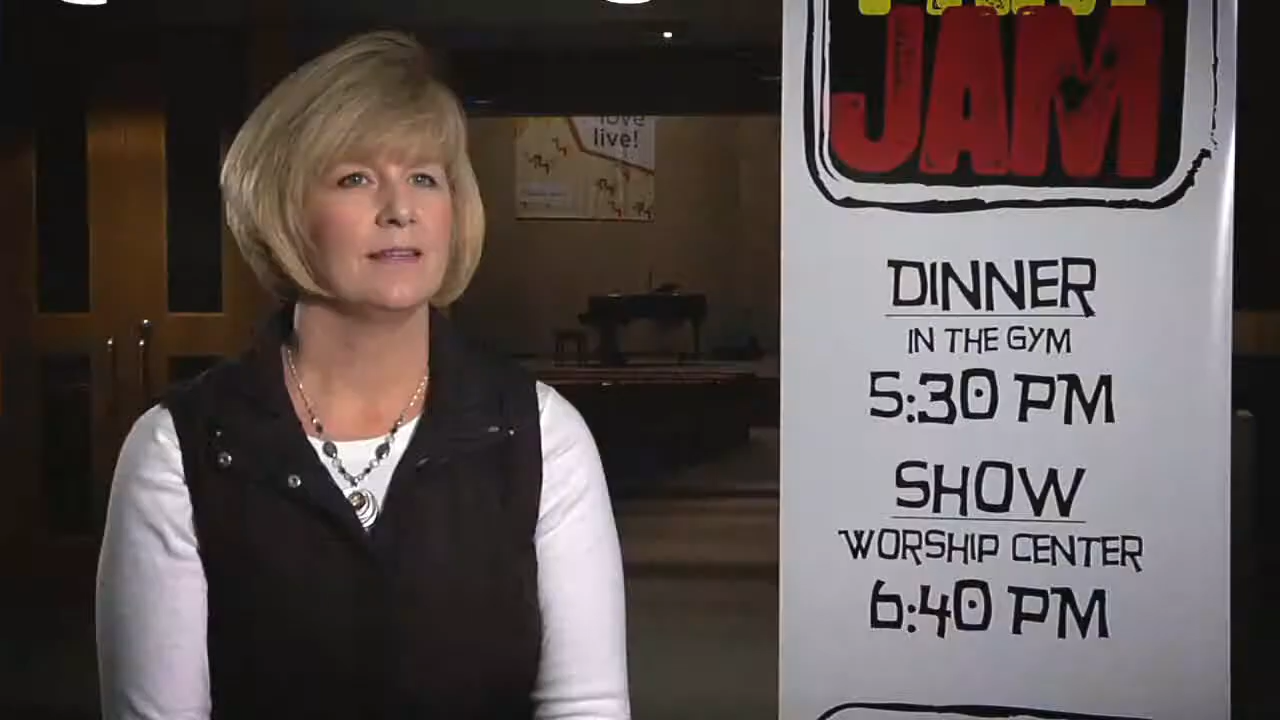 JAM
DINNER
IN THE GYM
5:30 PM
SHOW
WORSHIP CENTER
6:40 PM
love
live!